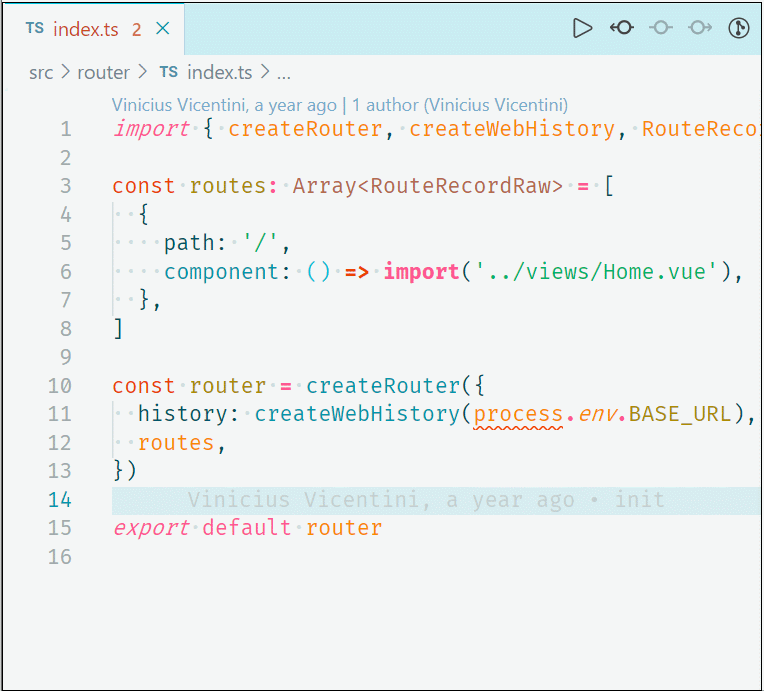 TS index.ts 2
src > router > TS index.ts > ...
Vinicius Vicentini, a year ago | 1 author (Vinicius Vicentini)
1 import { createRouter, createWebHistory, RouteReco
2
3 const routes: Array<RouteRecordRaw> = [
4 {
5 path: '/',
6 component: () => import('../views/Home.vue'),
7 },
8 ]
9
10 const router = createRouter({
11 history: createWebHistory(process.env.BASE_URL),
12 routes,
13 })
14 Vinicius Vicentini, a year ago • init
15 export default router
16